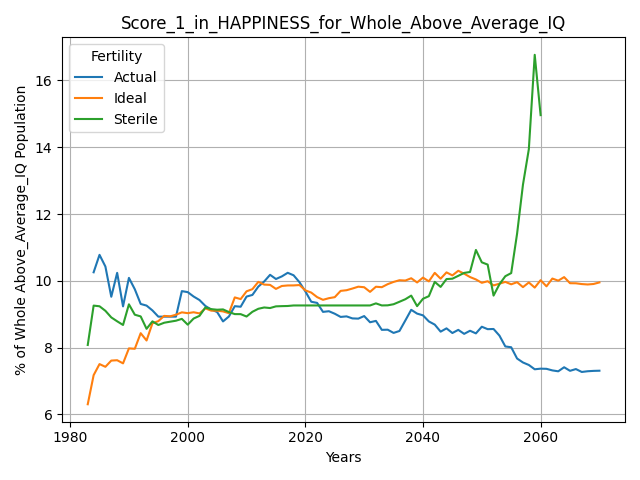 Score_1_in_HAPPINESS_for_Whole_Above_Average_IQ
% of Whole Above_Average_IQ Population
Fertility
Actual
Ideal
Sterile
16
14
12
10
8
6
1980
2000
2020
2040
2060
Years